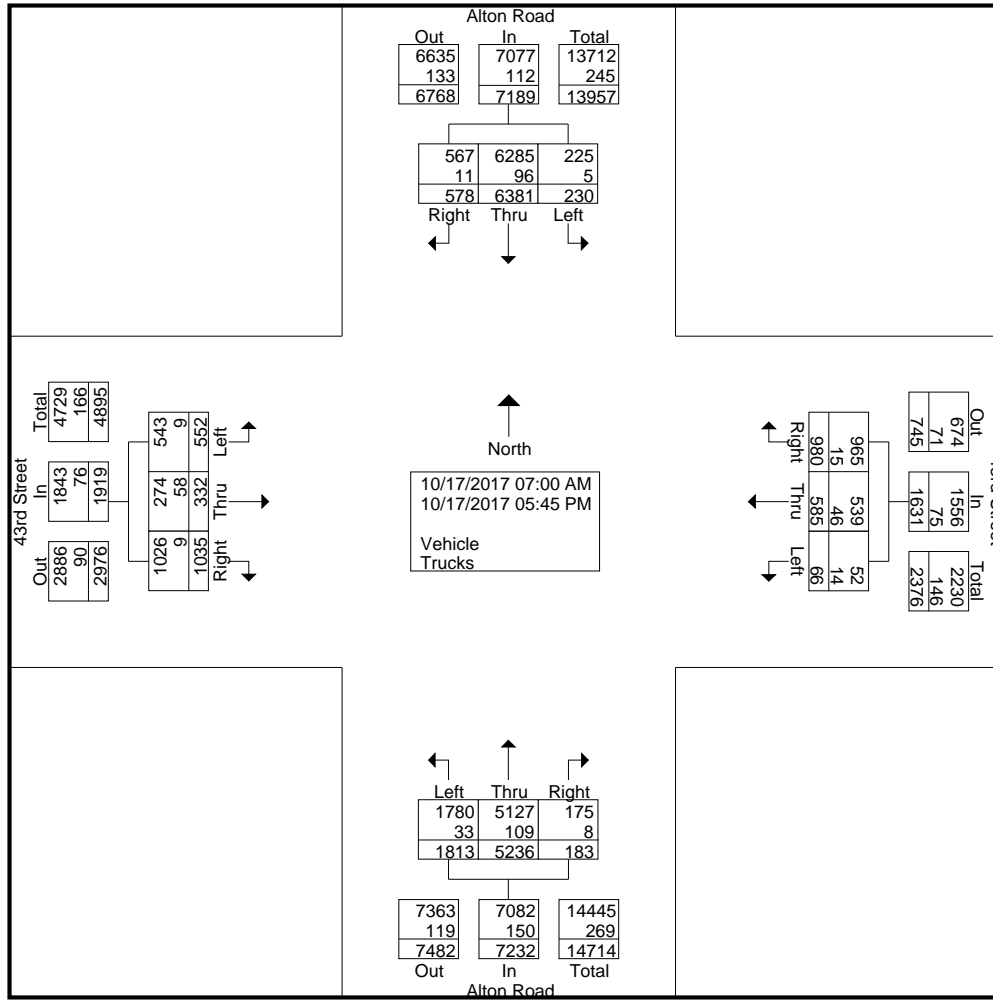 Alton Road
Out In Total
6635 7077 13712
133 112 245
6768 7189 13957
567 6285 225
11 96 5
578 6381 230
Right Thru Left
43rd Street
Total
4729
166
4895
In
1843
76
1919
Out
2886
90
2976
Left
543
9
552
Thru
274
58
332
Right
1026
9
1035
North
10/17/2017 07:00 AM
10/17/2017 05:45 PM
Vehicle
Trucks
Right
965
15
980
Thru
539
46
585
Left
52
14
66
Out
674
71
745
In
1556
75
1631
Total
2230
146
2376
Street
Left Thru Right
1780 5127 175
33 109 8
1813 5236 183
7363 7082 14445
119 150 269
7482 7232 14714
Out In Total
Alton Road